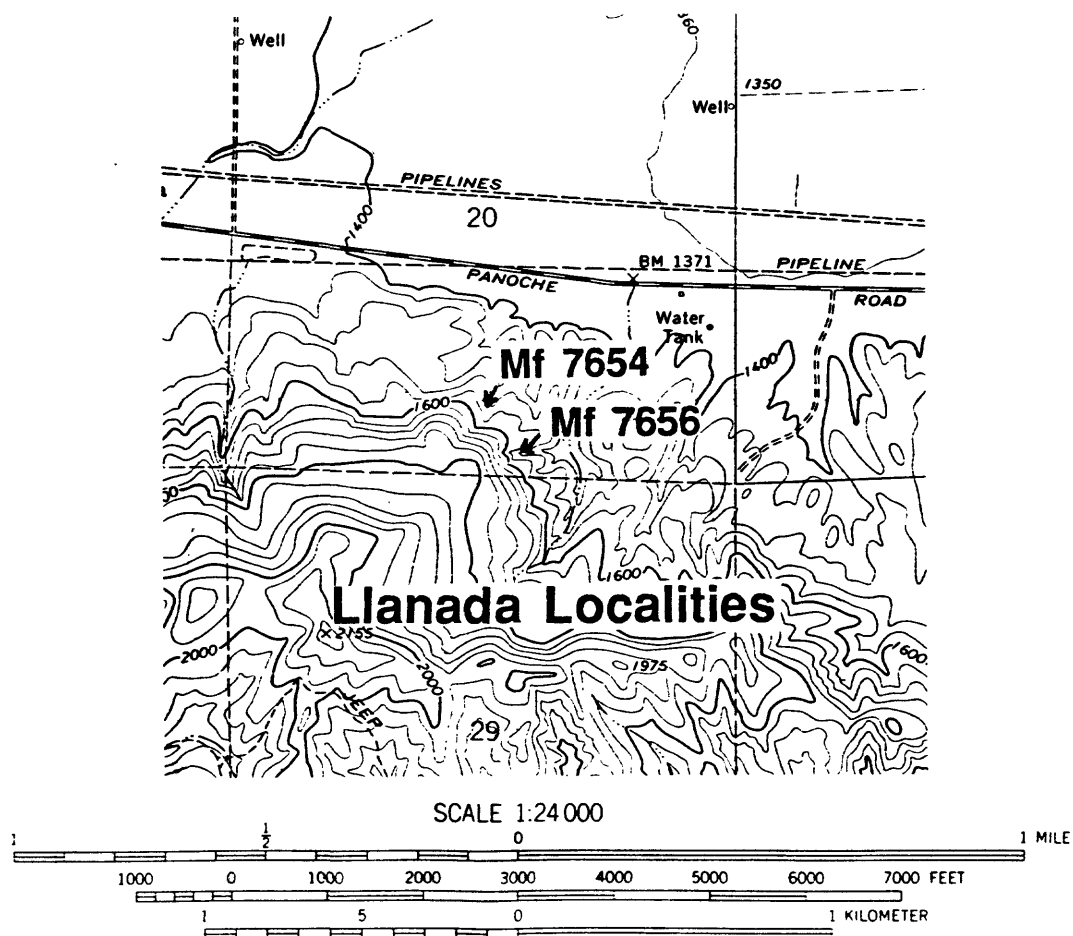 Well
360
1350
Well
PIPELINES
20
1400
BM 1371
PIPELINE
PANOCHE
ROAD
Water
Tank
Mf 7654
1400
1600
Mf 7656
1600
Llanada Localities
2155
2000
2000
1975
1600
JEEP
29
SCALE 1:24 000
1 1/2 0 1 MILE
1000 0 1000 2000 3000 4000 5000 6000 7000 FEET
1 5 0 1 KILOMETER